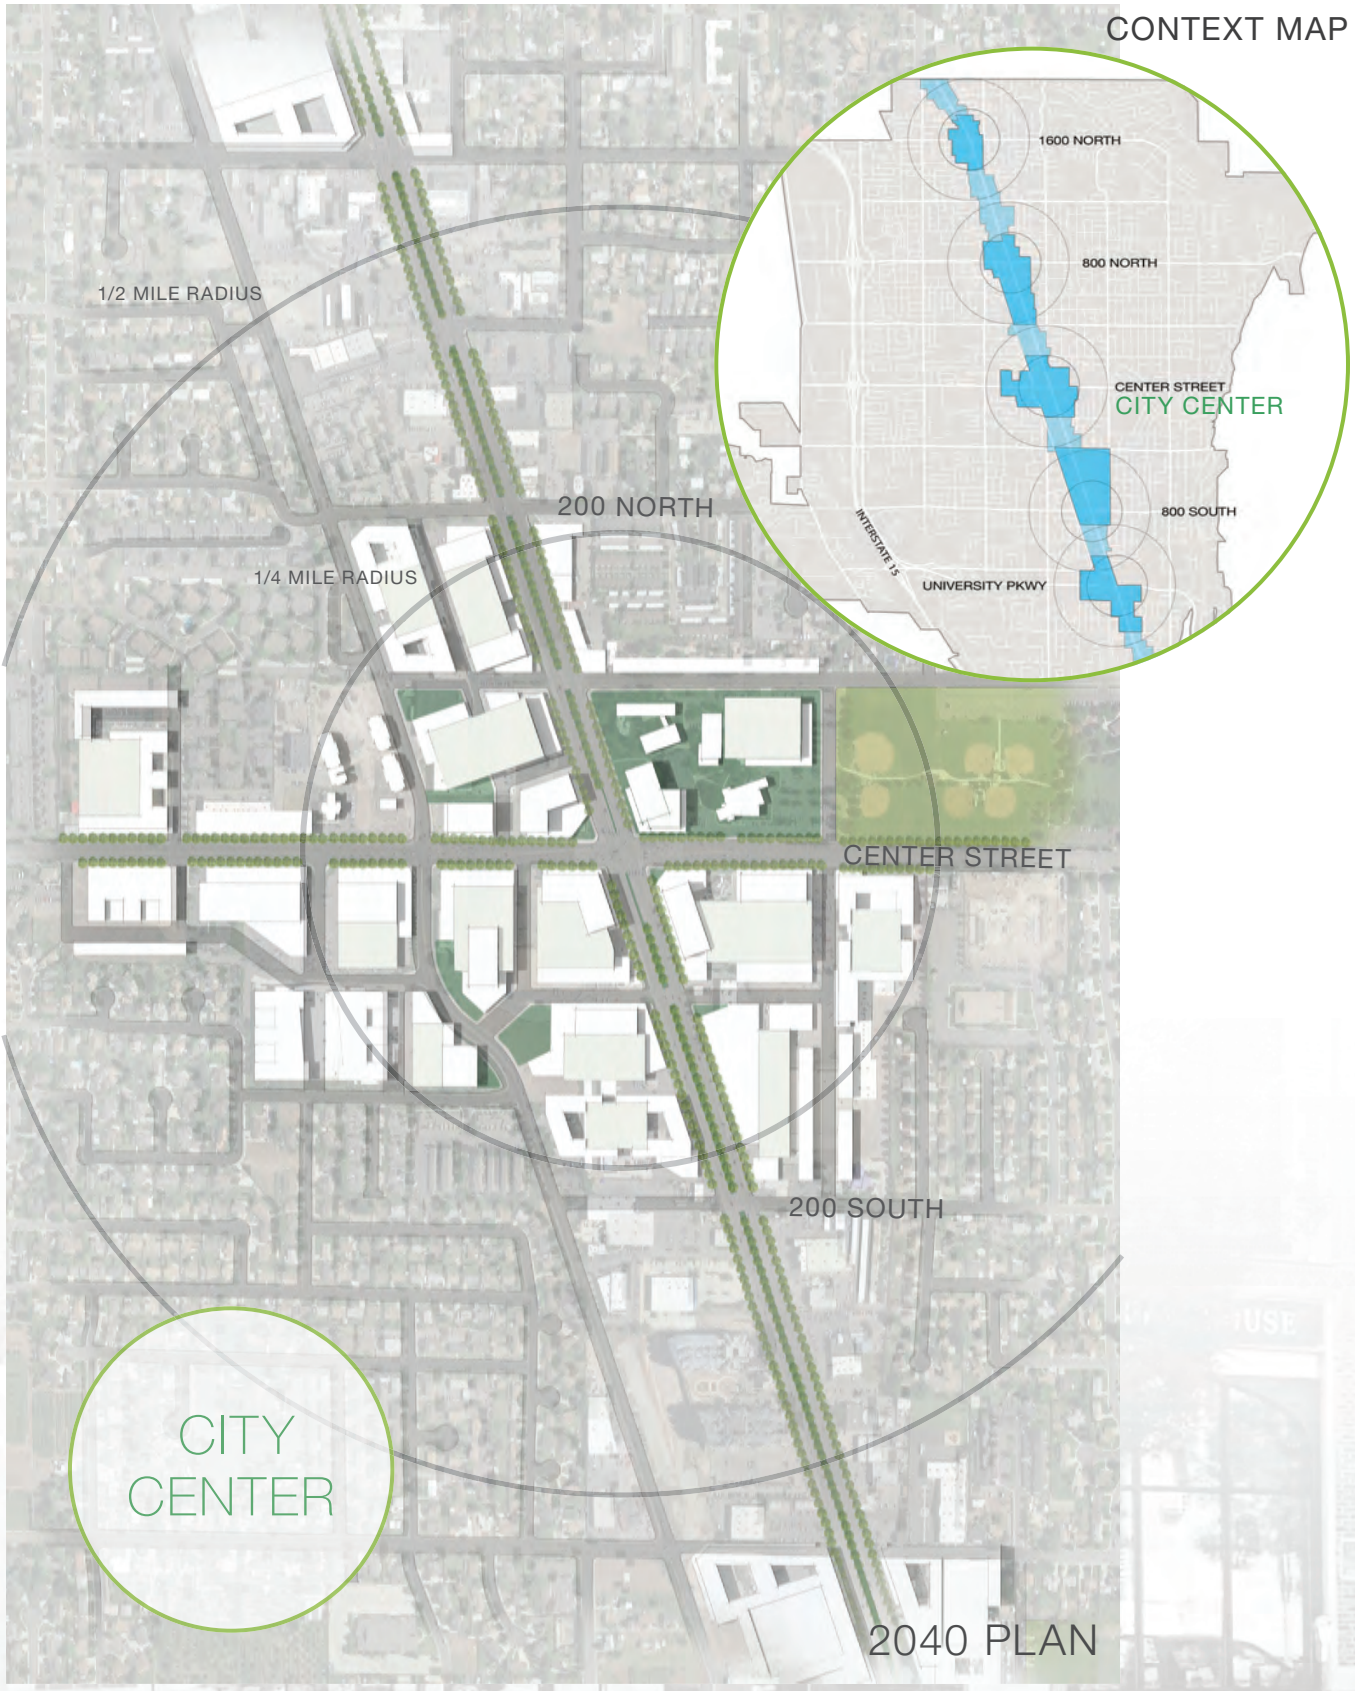 CONTEXT MAP
1600 NORTH
800 NORTH
1/2 MILE RADIUS
CENTER STREET
CITY CENTER
200 NORTH
800 SOUTH
INTERSTATE 15
1/4 MILE RADIUS
UNIVERSITY PKWY
CENTER STREET
200 SOUTH
USE
CITY
CENTER
2040 PLAN